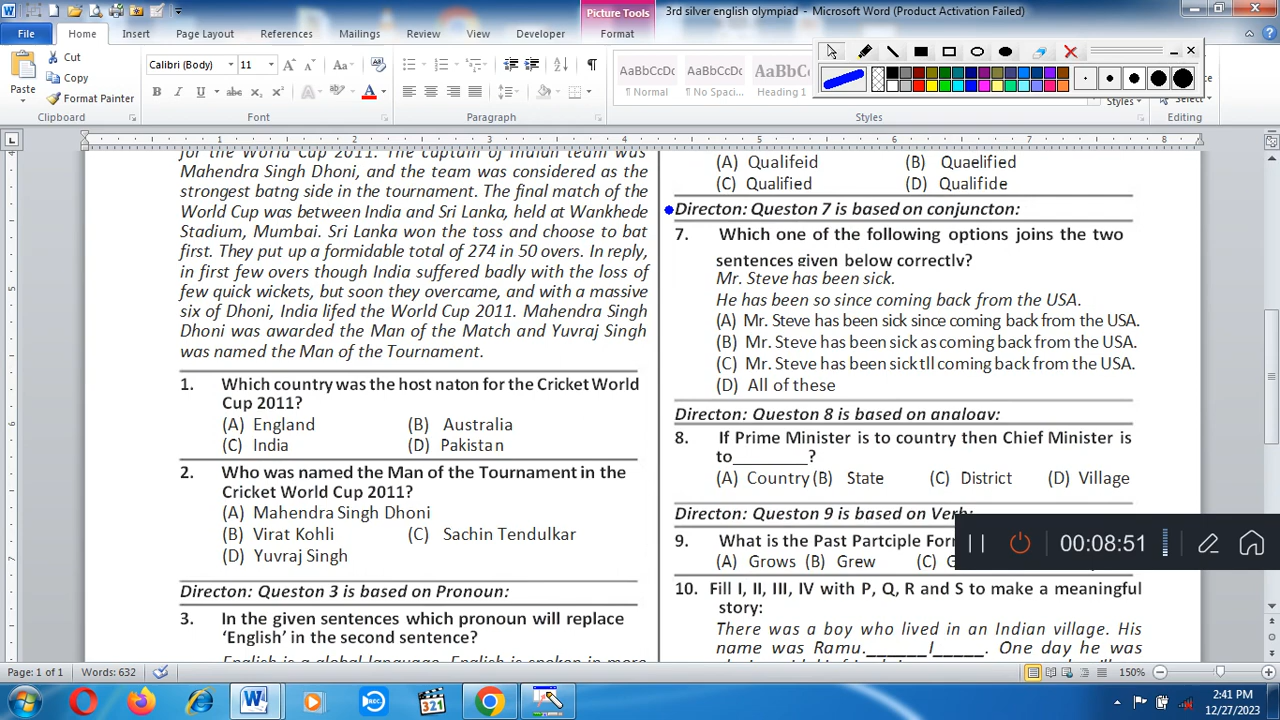 3rd silver english olympiad - Microsoft Word (Product Activation Failed)
Picture Tools
File Home Insert Page Layout References Mailings Review View Developer Format
Cut
Copy
Format Painter
Paste
Clipboard
Calibri (Body) 11
Font
Paragraph
AaBbCcDc AaBbCcDc AaBbCc
¶ Normal ¶ No Spaci... Heading 1
Styles
Styles
Select
Editing
for the World Cup 2011. The captain of Indian team was
Mahendra Singh Dhoni, and the team was considered as the
strongest batng side in the tournament. The final match of the
World Cup was between India and Sri Lanka, held at Wankhede
Stadium, Mumbai. Sri Lanka won the toss and choose to bat
first. They put up a formidable total of 274 in 50 overs. In reply,
in first few overs though India suffered badly with the loss of
few quick wickets, but soon they overcame, and with a massive
six of Dhoni, India lifed the World Cup 2011. Mahendra Singh
Dhoni was awarded the Man of the Match and Yuvraj Singh
was named the Man of the Tournament.
1. Which country was the host naton for the Cricket World
Cup 2011?
(A) England (B) Australia
(C) India (D) Pakistan
2. Who was named the Man of the Tournament in the
Cricket World Cup 2011?
(A) Mahendra Singh Dhoni
(B) Virat Kohli (C) Sachin Tendulkar
(D) Yuvraj Singh
Directon: Queston 3 is based on Pronoun:
3. In the given sentences which pronoun will replace
‘English’ in the second sentence?
English is a global language. English is spoken in more
(A) Qualifeid (B) Quaelified
(C) Qualified (D) Qualifide
Directon: Queston 7 is based on conjuncton:
7. Which one of the following options joins the two
sentences given below correctly?
Mr. Steve has been sick.
He has been so since coming back from the USA.
(A) Mr. Steve has been sick since coming back from the USA.
(B) Mr. Steve has been sick as coming back from the USA.
(C) Mr. Steve has been sick tll coming back from the USA.
(D) All of these
Directon: Queston 8 is based on analogy:
8. If Prime Minister is to country then Chief Minister is
to________?
(A) Country (B) State (C) District (D) Village
Directon: Queston 9 is based on Verb:
9. What is the Past Partciple For
(A) Grows (B) Grew (C) G
10. Fill I, II, III, IV with P, Q, R and S to make a meaningful
story:
There was a boy who lived in an Indian village. His
name was Ramu.______I_____. One day he was
00:08:51
Page: 1 of 1 Words: 632
150%
2:41 PM
12/27/2023